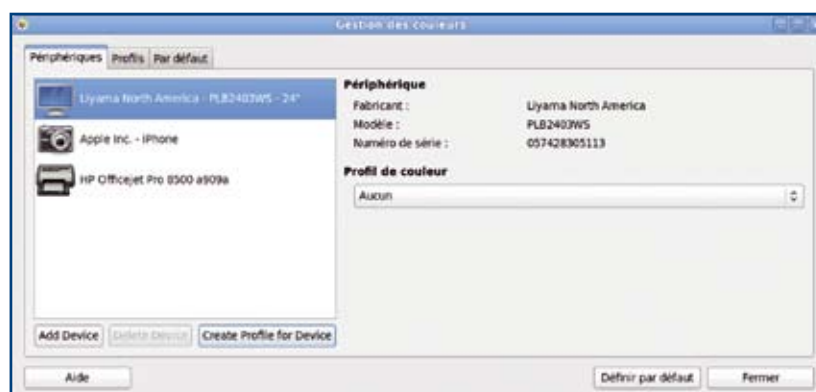 Gestion des couleurs
Périphériques Profils Par défaut
Liyama North America - PLB2403WS - 24"
Apple Inc. - iPhone
HP Officejet Pro 8500 a909a
Périphérique
Fabricant : Liyama North America
Modèle : PLB2403WS
Numéro de série : 057428305113
Profil de couleur
Aucun
Add Device Delete Device Create Profile for Device
Aide Définir par défaut Fermer